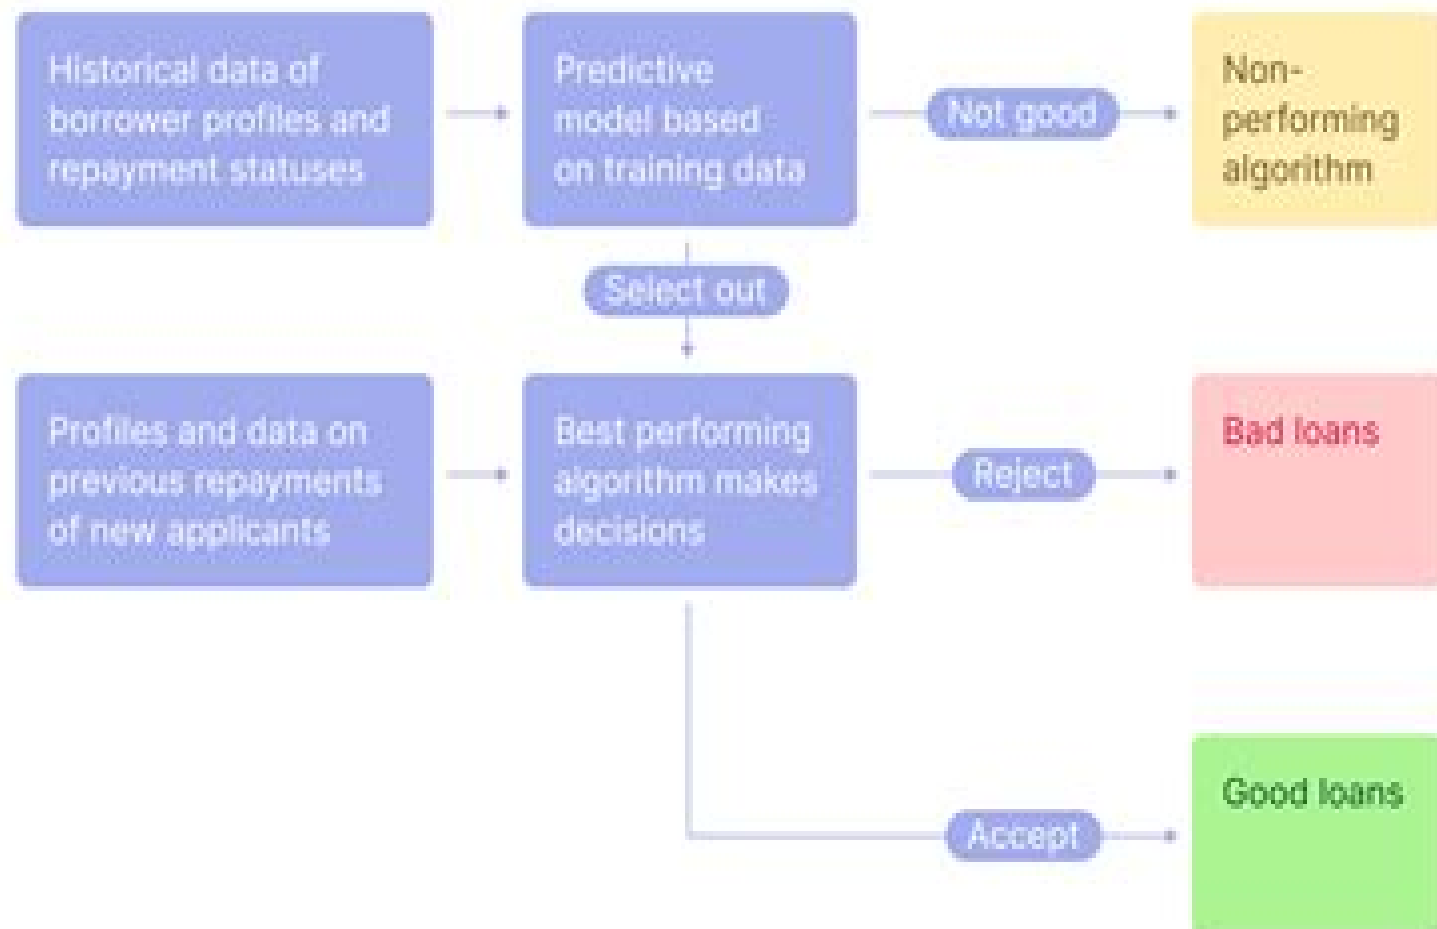 Historical data of
borrower profiles and
repayment statuses
Predictive
model based
on training data
Not good
Non-
performing
algorithm
Select out
Profiles and data on
previous repayments
of new applicants
Best performing
algorithm makes
decisions
Reject
Bad loans
Accept
Good loans